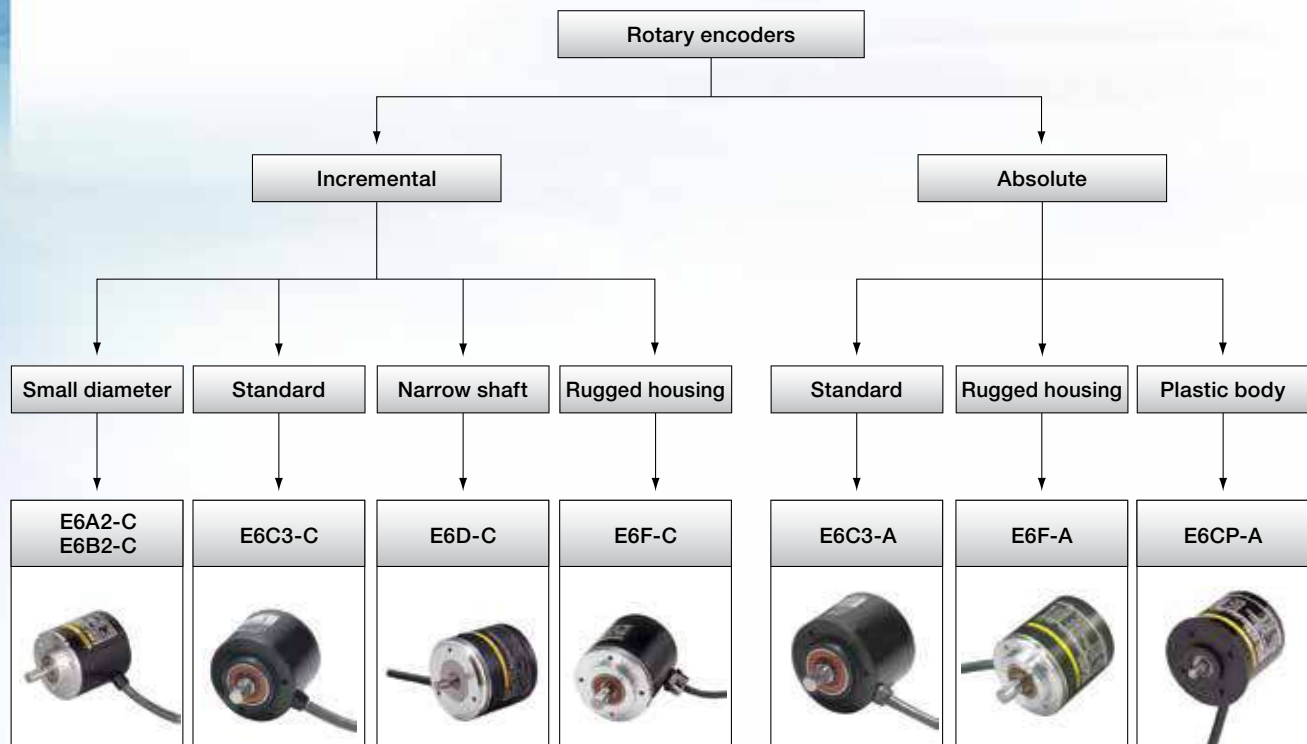 Rotary encoders
Incremental
Absolute
Small diameter
Standard
Narrow shaft
Rugged housing
Standard
Rugged housing
Plastic body
E6A2-C
E6B2-C
E6C3-C
E6D-C
E6F-C
E6C3-A
E6F-A
E6CP-A